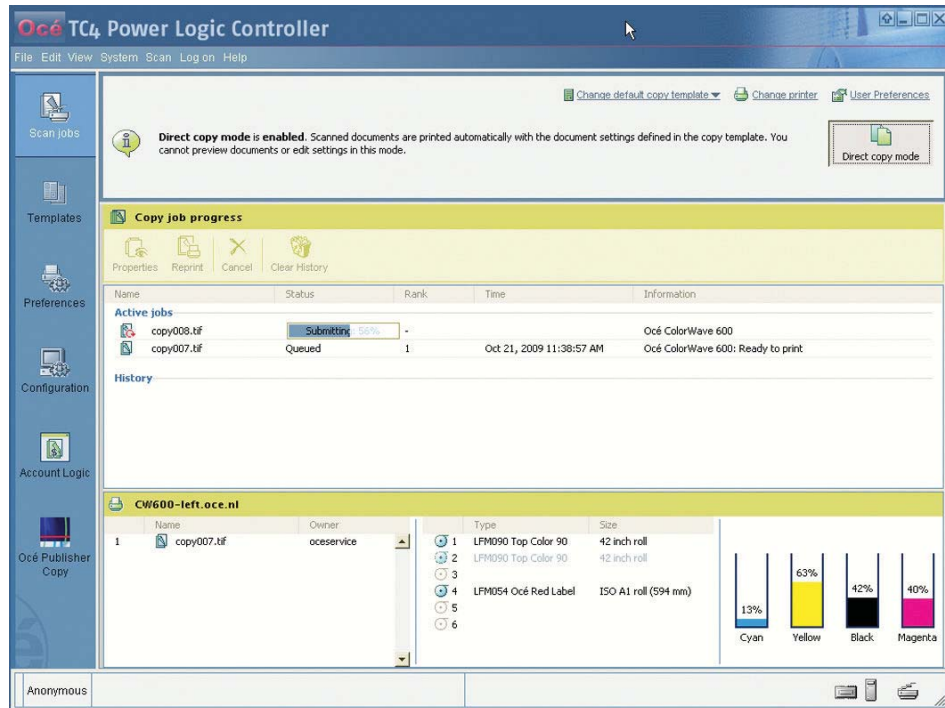 Océ TC4 Power Logic Controller
File Edit View System Scan Log on Help
Scan jobs
Templates
Preferences
Configuration
Account Logic
Océ Publisher
Copy
Change default copy template
Change printer
User Preferences
Direct copy mode is enabled. Scanned documents are printed automatically with the document settings defined in the copy template. You
cannot preview documents or edit settings in this mode.
Direct copy mode
Copy job progress
Properties Reprint Cancel Clear History
Name Status Rank Time Information
Active jobs
copy008.tif Submitting: 56% - Océ ColorWave 600
copy007.tif Queued 1 Oct 21, 2009 11:38:57 AM Océ ColorWave 600: Ready to print
History
CW600-left.oce.nl
Name Owner
1 copy007.tif oceservice
Type Size
1 LFM090 Top Color 90 42 inch roll
2 LFM090 Top Color 90 42 inch roll
3
4 LFM054 Océ Red Label ISO A1 roll (594 mm)
5
6
13% 63% 42% 40%
Cyan Yellow Black Magenta
Anonymous